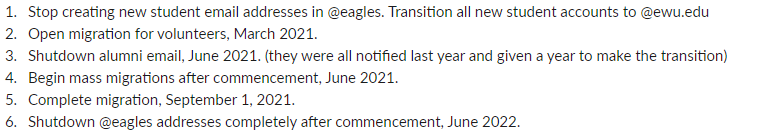 1. Stop creating new student email addresses in @eagles. Transition all new student accounts to @ewu.edu
2. Open migration for volunteers, March 2021.
3. Shutdown alumni email, June 2021. (they were all notified last year and given a year to make the transition)
4. Begin mass migrations after commencement, June 2021.
5. Complete migration, September 1, 2021.
6. Shutdown @eagles addresses completely after commencement, June 2022.